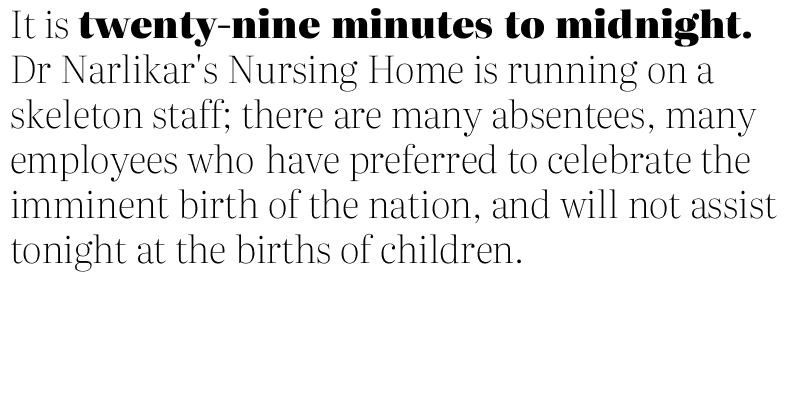 It is twenty-nine minutes to midnight.
Dr Narlikar's Nursing Home is running on a
skeleton staff; there are many absentees, many
employees who have preferred to celebrate the
imminent birth of the nation, and will not assist
tonight at the births of children.